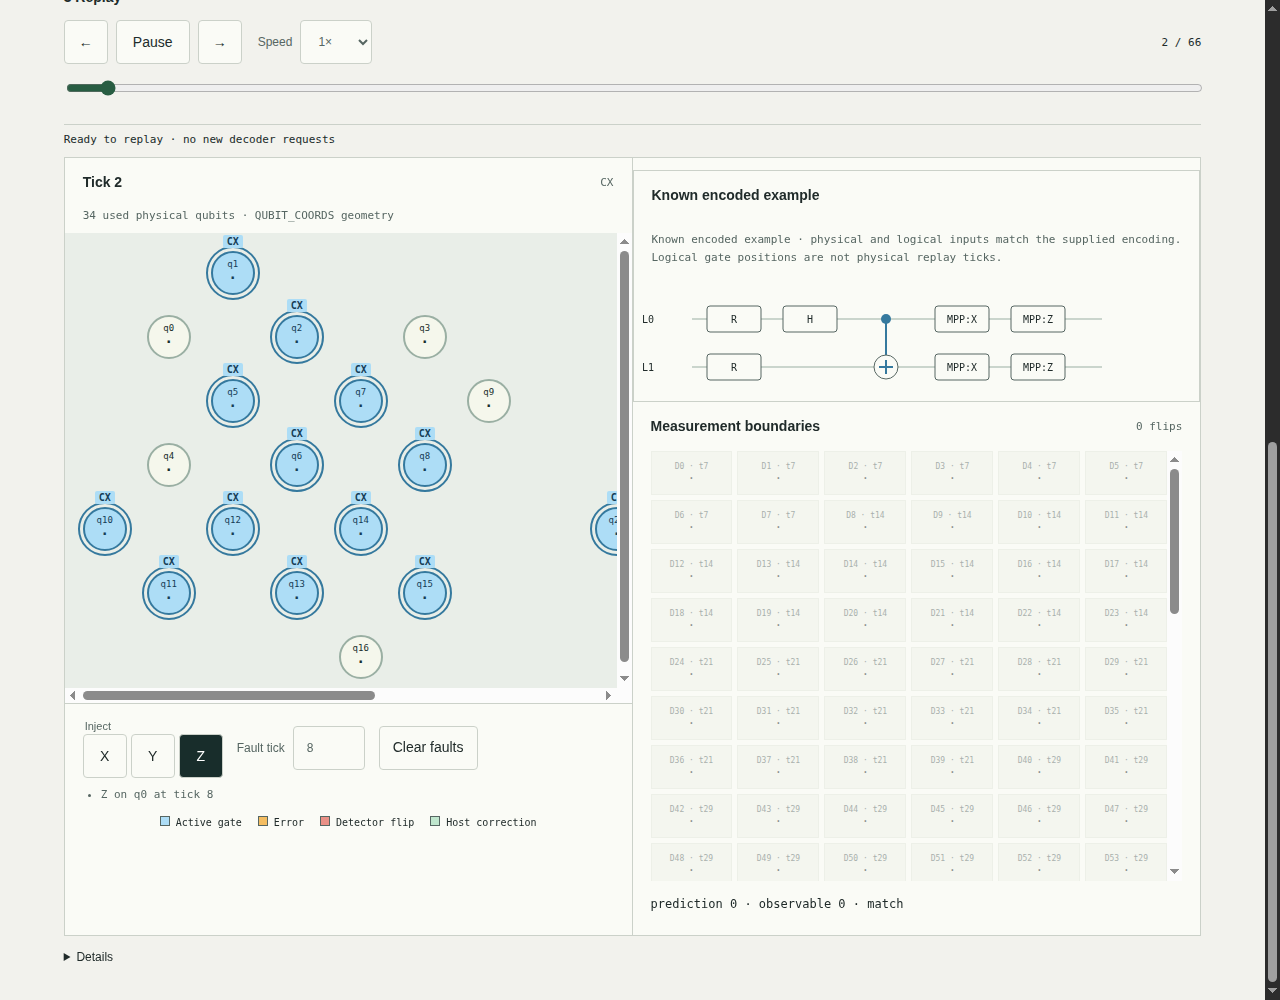 ← Pause → Speed 1× 2 / 66
Ready to replay · no new decoder requests
Tick 2 CX
34 used physical qubits · QUBIT_COORDS geometry
CX
q1
CX
q0 q2 q3
CX CX
q5 q7 q9
CX CX
q4 q6 q8
CX CX CX
q10 q12 q14
CX CX CX
q11 q13 q15
q16
Inject
X Y Z Fault tick 8 Clear faults
• Z on q0 at tick 8
Active gate Error Detector flip Host correction
Known encoded example
Known encoded example · physical and logical inputs match the supplied encoding.
Logical gate positions are not physical replay ticks.
L0 R H MPP:X MPP:Z
L1 R MPP:X MPP:Z
Measurement boundaries 0 flips
D0 · t7 D1 · t7 D2 · t7 D3 · t7 D4 · t7 D5 · t7
D6 · t7 D7 · t7 D8 · t14 D9 · t14 D10 · t14 D11 · t14
D12 · t14 D13 · t14 D14 · t14 D15 · t14 D16 · t14 D17 · t14
D18 · t14 D19 · t14 D20 · t14 D21 · t14 D22 · t14 D23 · t14
D24 · t21 D25 · t21 D26 · t21 D27 · t21 D28 · t21 D29 · t21
D30 · t21 D31 · t21 D32 · t21 D33 · t21 D34 · t21 D35 · t21
D36 · t21 D37 · t21 D38 · t21 D39 · t21 D40 · t29 D41 · t29
D42 · t29 D43 · t29 D44 · t29 D45 · t29 D46 · t29 D47 · t29
D48 · t29 D49 · t29 D50 · t29 D51 · t29 D52 · t29 D53 · t29
prediction 0 · observable 0 · match
Details